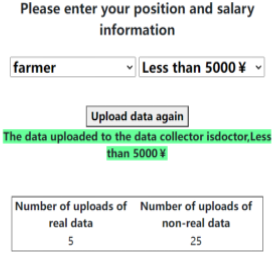 Please enter your position and salary
information
farmer Less than 5000 ¥
Upload data again
The data uploaded to the data collector isdoctor,Less
than 5000 ¥
Number of uploads of Number of uploads of
real data non-real data
5 25